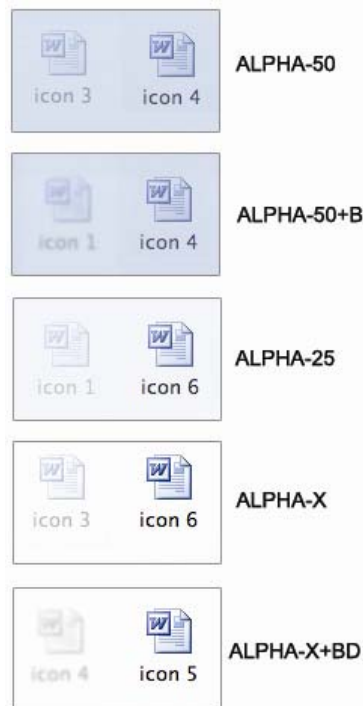 ALPHA-50
icon 3 icon 4
ALPHA-50+B
icon 1 icon 4
ALPHA-25
icon 1 icon 6
ALPHA-X
icon 3 icon 6
ALPHA-X+BD
icon 4 icon 5